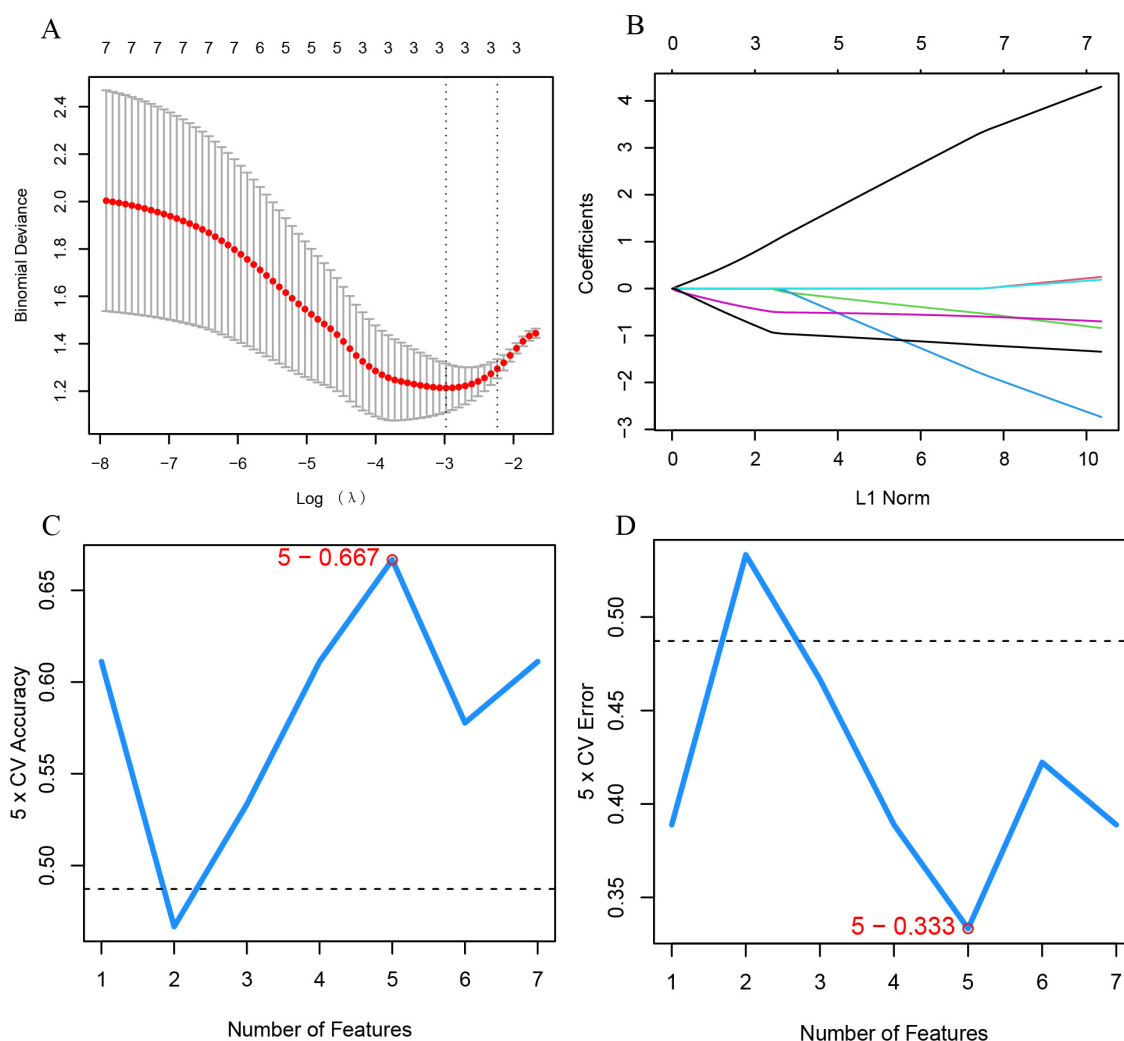 A
7 7 7 7 7 7 6 5 5 5 3 3 3 3 3 3 3
Binomial Deviance
2.4
2.2
2.0
1.8
1.6
1.4
1.2
−8 −7 −6 −5 −4 −3 −2
Log （λ）
B
0 3 5 5 7 7
Coefficients
4
3
2
1
0
−1
−2
−3
0 2 4 6 8 10
L1 Norm
C
5 − 0.667
5 x CV Accuracy
0.65
0.60
0.55
0.50
1 2 3 4 5 6 7
Number of Features
D
5 x CV Error
0.50
0.45
0.40
0.35
5 − 0.333
1 2 3 4 5 6 7
Number of Features